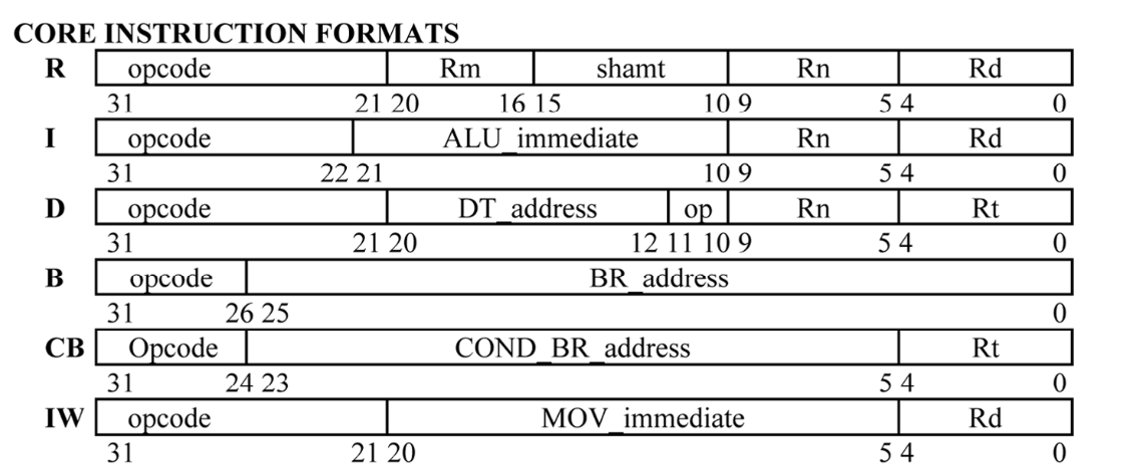 CORE INSTRUCTION FORMATS
R opcode Rm shamt Rn Rd
31 21 20 16 15 10 9 5 4 0
I opcode ALU_immediate Rn Rd
31 22 21 10 9 5 4 0
D opcode DT_address op Rn Rt
31 21 20 12 11 10 9 5 4 0
B opcode BR_address
31 26 25 0
CB Opcode COND_BR_address Rt
31 24 23 5 4 0
IW opcode MOV_immediate Rd
31 21 20 5 4 0